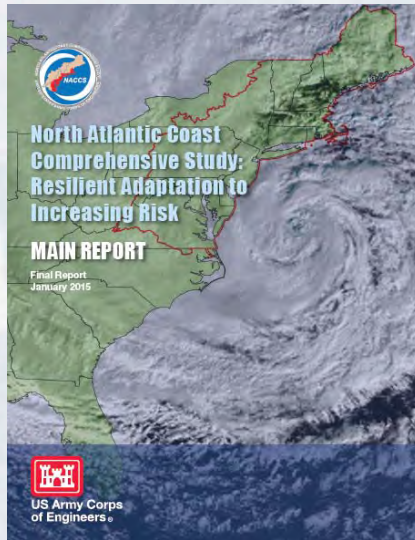 NACCS
North Atlantic Coast
Comprehensive Study:
Resilient Adaptation to
Increasing Risk
MAIN REPORT
Final Report
January 2015
US Army Corps
of Engineers®